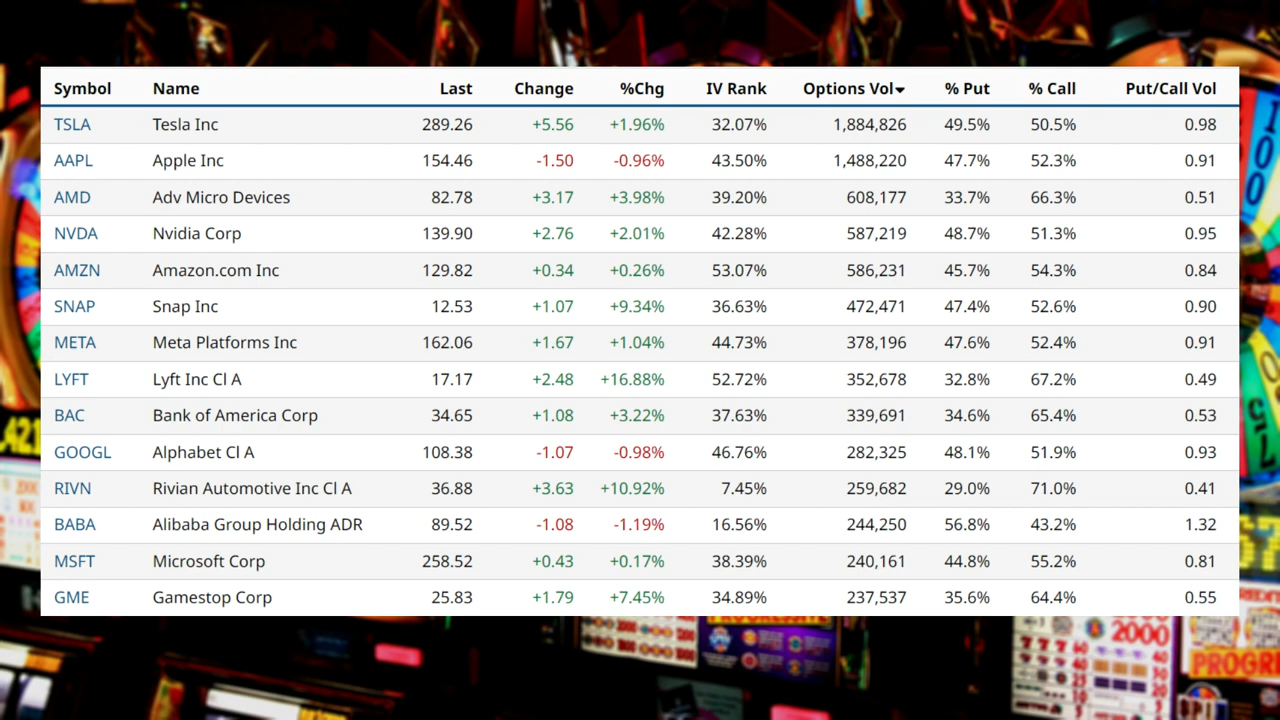 Symbol Name Last Change %Chg IV Rank Options Vol % Put % Call Put/Call Vol
TSLA Tesla Inc 289.26 +5.56 +1.96% 32.07% 1,884,826 49.5% 50.5% 0.98
AAPL Apple Inc 154.46 -1.50 -0.96% 43.50% 1,488,220 47.7% 52.3% 0.91
AMD Adv Micro Devices 82.78 +3.17 +3.98% 39.20% 608,177 33.7% 66.3% 0.51
NVDA Nvidia Corp 139.90 +2.76 +2.01% 42.28% 587,219 48.7% 51.3% 0.95
AMZN Amazon.com Inc 129.82 +0.34 +0.26% 53.07% 586,231 45.7% 54.3% 0.84
SNAP Snap Inc 12.53 +1.07 +9.34% 36.63% 472,471 47.4% 52.6% 0.90
META Meta Platforms Inc 162.06 +1.67 +1.04% 44.73% 378,196 47.6% 52.4% 0.91
LYFT Lyft Inc Cl A 17.17 +2.48 +16.88% 52.72% 352,678 32.8% 67.2% 0.49
BAC Bank of America Corp 34.65 +1.08 +3.22% 37.63% 339,691 34.6% 65.4% 0.53
GOOGL Alphabet Cl A 108.38 -1.07 -0.98% 46.76% 282,325 48.1% 51.9% 0.93
RIVN Rivian Automotive Inc Cl A 36.88 +3.63 +10.92% 7.45% 259,682 29.0% 71.0% 0.41
BABA Alibaba Group Holding ADR 89.52 -1.08 -1.19% 16.56% 244,250 56.8% 43.2% 1.32
MSFT Microsoft Corp 258.52 +0.43 +0.17% 38.39% 240,161 44.8% 55.2% 0.81
GME Gamestop Corp 25.83 +1.79 +7.45% 34.89% 237,537 35.6% 64.4% 0.55
100
2000